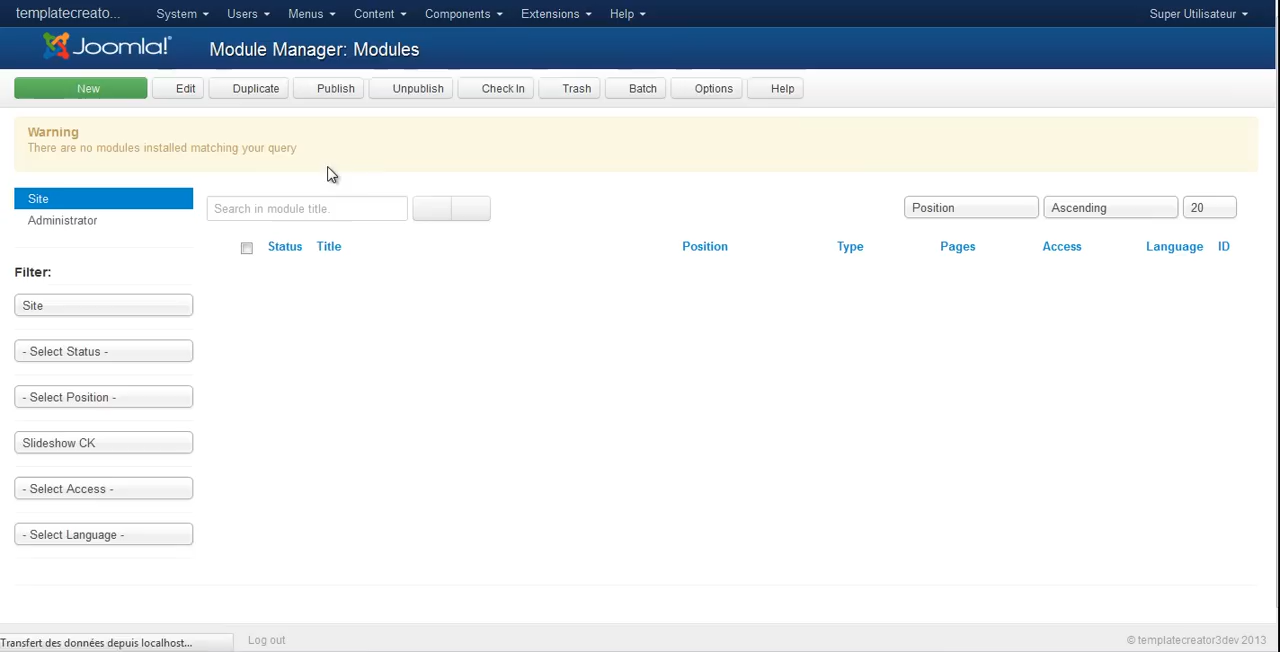 templatecreato... System Users Menus Content Components Extensions Help Super Utilisateur
Joomla!® Module Manager: Modules
New Edit Duplicate Publish Unpublish Check In Trash Batch Options Help
Warning
There are no modules installed matching your query
Site
Administrator
Search in module title. Position Ascending 20
Status Title Position Type Pages Access Language ID
Filter:
Site
- Select Status -
- Select Position -
Slideshow CK
- Select Access -
- Select Language -
Transfert des données depuis localhost... Log out © templatecreator3dev 2013